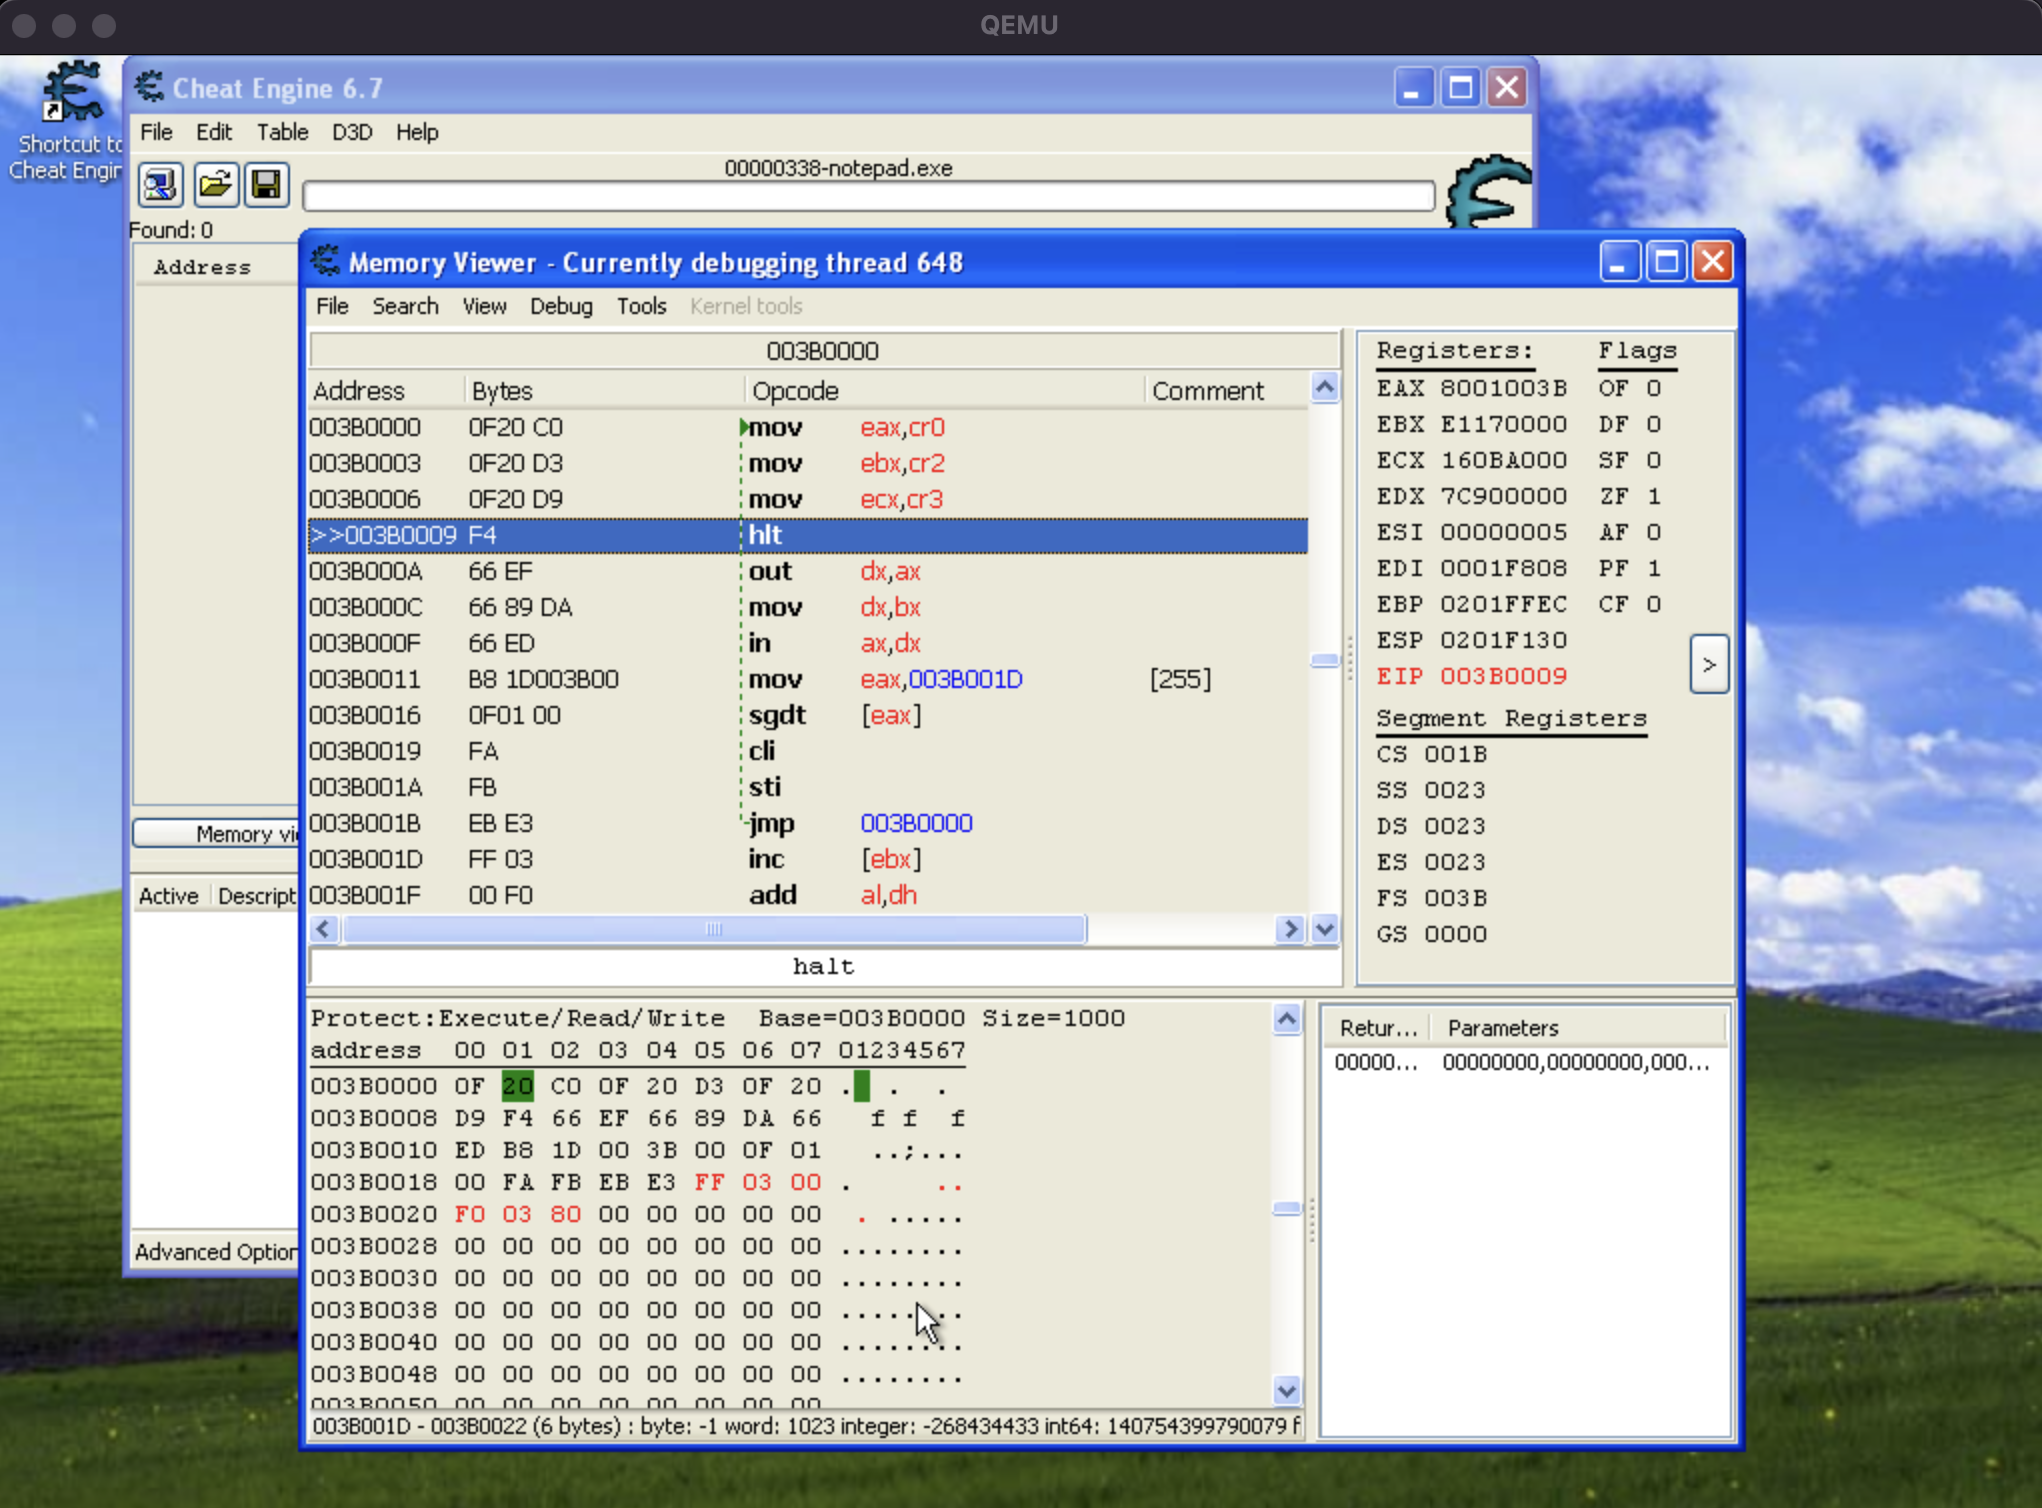 QEMU
Shortcut to
Cheat Engin
Cheat Engine 6.7
File Edit Table D3D Help
00000338-notepad.exe
Found: 0
Address
Memory vi
Active Descript
Advanced Option
Memory Viewer - Currently debugging thread 648
File Search View Debug Tools Kernel tools
003B0000
Address Bytes Opcode Comment
003B0000 0F20 C0 mov eax,cr0
003B0003 0F20 D3 mov ebx,cr2
003B0006 0F20 D9 mov ecx,cr3
>>003B0009 F4 hlt
003B000A 66 EF out dx,ax
003B000C 66 89 DA mov dx,bx
003B000F 66 ED in ax,dx
003B0011 B8 1D003B00 mov eax,003B001D [255]
003B0016 0F01 00 sgdt [eax]
003B0019 FA cli
003B001A FB sti
003B001B EB E3 jmp 003B0000
003B001D FF 03 inc [ebx]
003B001F 00 F0 add al,dh
halt
Registers: Flags
EAX 8001003B OF 0
EBX E1170000 DF 0
ECX 160BA000 SF 0
EDX 7C900000 ZF 1
ESI 00000005 AF 0
EDI 0001F808 PF 1
EBP 0201FFEC CF 0
ESP 0201F130
EIP 003B0009
>
Segment Registers
CS 001B
SS 0023
DS 0023
ES 0023
FS 003B
GS 0000
Protect:Execute/Read/Write Base=003B0000 Size=1000
address 00 01 02 03 04 05 06 07 01234567
003B0000 0F 20 C0 0F 20 D3 0F 20 . . .
003B0008 D9 F4 66 EF 66 89 DA 66 f f f
003B0010 ED B8 1D 00 3B 00 0F 01 ..;...
003B0018 00 FA FB EB E3 FF 03 00 . ..
003B0020 F0 03 80 00 00 00 00 00 . .....
003B0028 00 00 00 00 00 00 00 00 ........
003B0030 00 00 00 00 00 00 00 00 ........
003B0038 00 00 00 00 00 00 00 00 ........
003B0040 00 00 00 00 00 00 00 00 ........
003B0048 00 00 00 00 00 00 00 00 ........
003B0050 00 00 00 00 00 00 00 00
003B001D - 003B0022 (6 bytes) : byte: -1 word: 1023 integer: -268434433 int64: 140754399790079 f
Retur... Parameters
00000... 00000000,00000000,000...